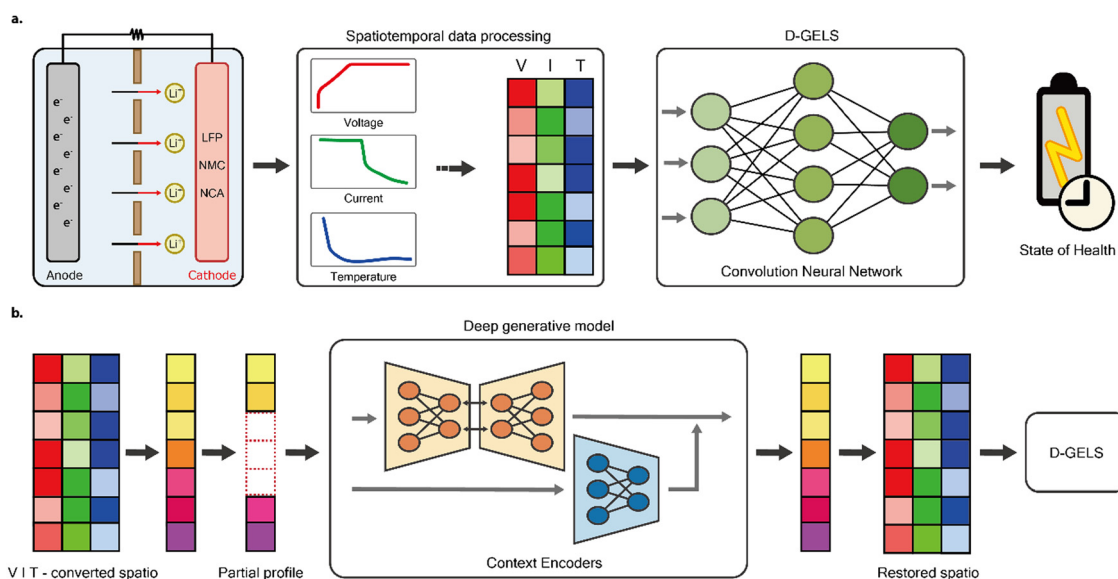 a.
Spatiotemporal data processing
D-GELS
V I T
e-
e-
e-
e-
e-
e-
e-
e-
Li+
Li+
Li+
Li+
LFP
NMC
NCA
Voltage
Current
Temperature
Anode
Cathode
Convolution Neural Network
State of Health
b.
Deep generative model
D-GELS
Context Encoders
V I T - converted spatio
Partial profile
Restored spatio